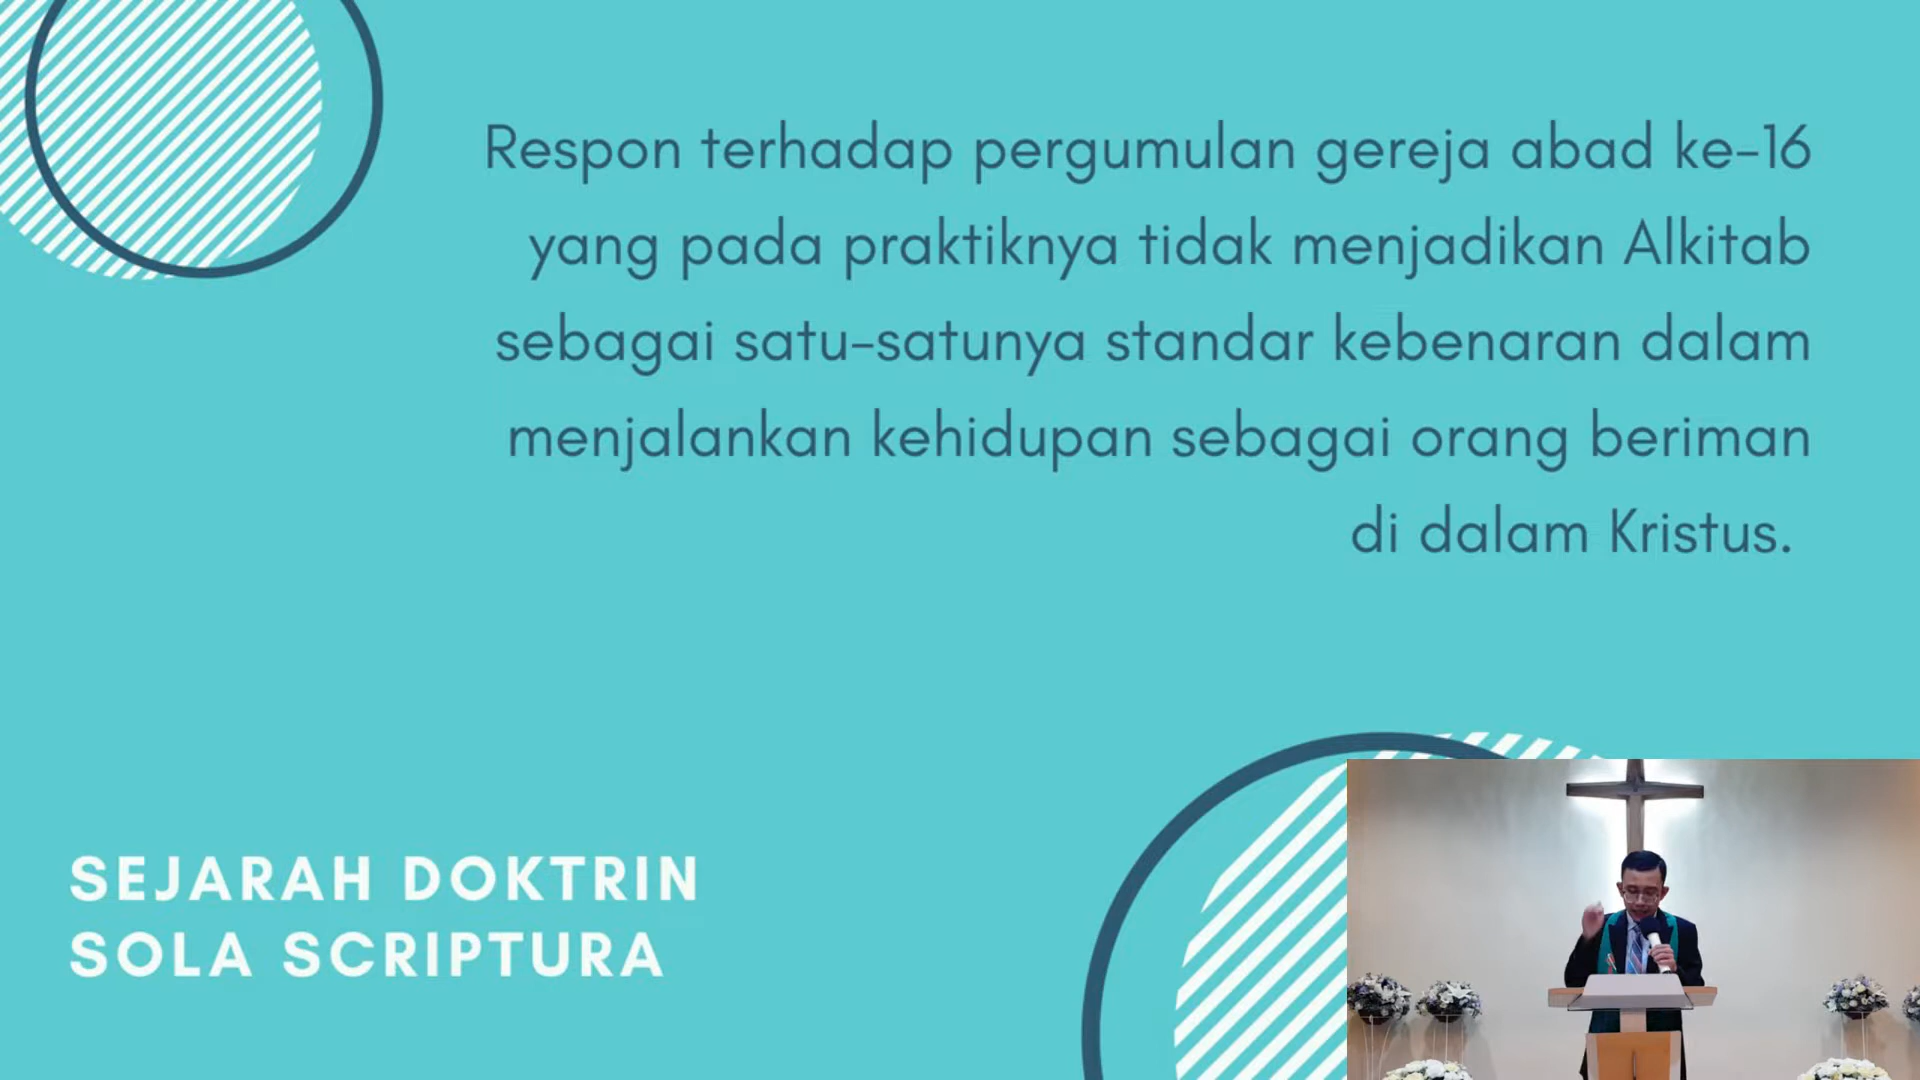 Respon terhadap pergumulan gereja abad ke-16
yang pada praktiknya tidak menjadikan Alkitab
sebagai satu-satunya standar kebenaran dalam
menjalankan kehidupan sebagai orang beriman
di dalam Kristus.
SEJARAH DOKTRIN
SOLA SCRIPTURA